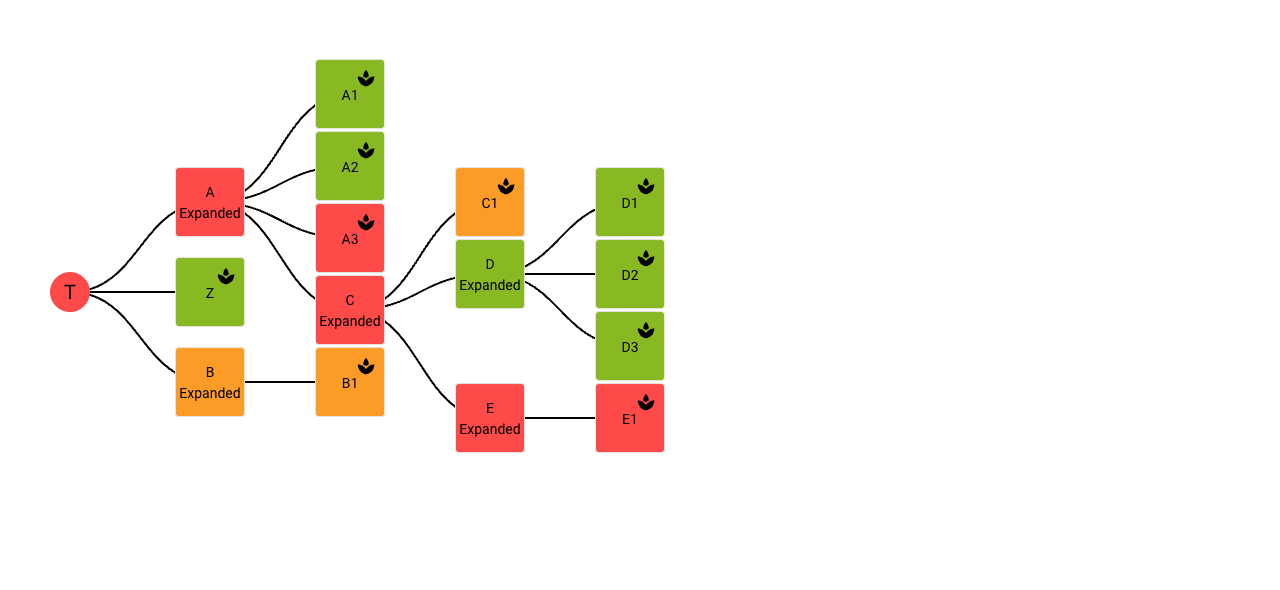 T
A
Expanded
Z
B
Expanded
A1
A2
A3
C
Expanded
B1
C1
D
Expanded
E
Expanded
D1
D2
D3
E1